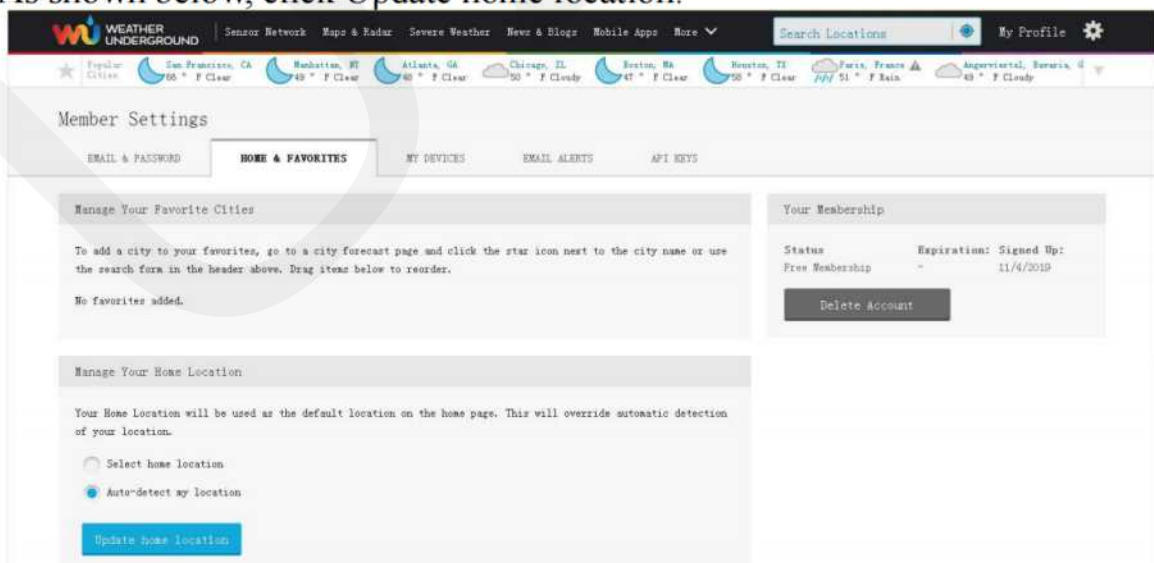 As shown below, click Update home location.
WEATHER UNDERGROUND
Sensor Network Maps & Radar Severe Weather News & Blogs Mobile Apps More
Search Locations
My Profile
Popular Cities
San Francisco, CA
66 ° F Clear
Manhattan, NY
49 ° F Clear
Atlanta, GA
° F Clear
Chicago, IL
50 ° F Cloudy
Boston, MA
47 ° F Clear
Houston, TX
° F Clear
Paris, France
51 ° F Rain
Bavaria,
49 ° F Cloudy
Member Settings
EMAIL & PASSWORD HOME & FAVORITES MY DEVICES EMAIL ALERTS API KEYS
Manage Your Favorite Cities
To add a city to your favorites, go to a city forecast page and click the star icon next to the city name or use
the search form in the header above. Drag items below to reorder.
No favorites added.
Your Membership
Status Expiration: Signed Up:
Free Membership - 11/4/2019
Delete Account
Manage Your Home Location
Your Home Location will be used as the default location on the home page. This will override automatic detection
of your location.
Select home location
Auto-detect my location
Update home location